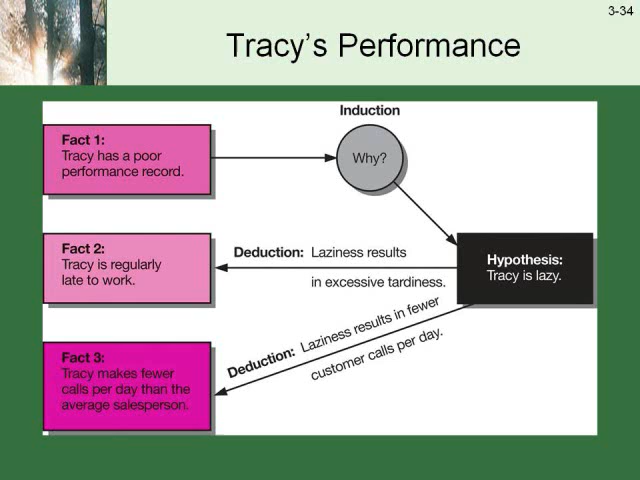 3-34
Tracy's Performance
Induction
Fact 1:
Tracy has a poor
performance record.
Why?
Fact 2:
Tracy is regularly
late to work.
Deduction: Laziness results
in excessive tardiness.
Hypothesis:
Tracy is lazy.
Fact 3:
Tracy makes fewer
calls per day than the
average salesperson.
Deduction: Laziness results in fewer
customer calls per day.